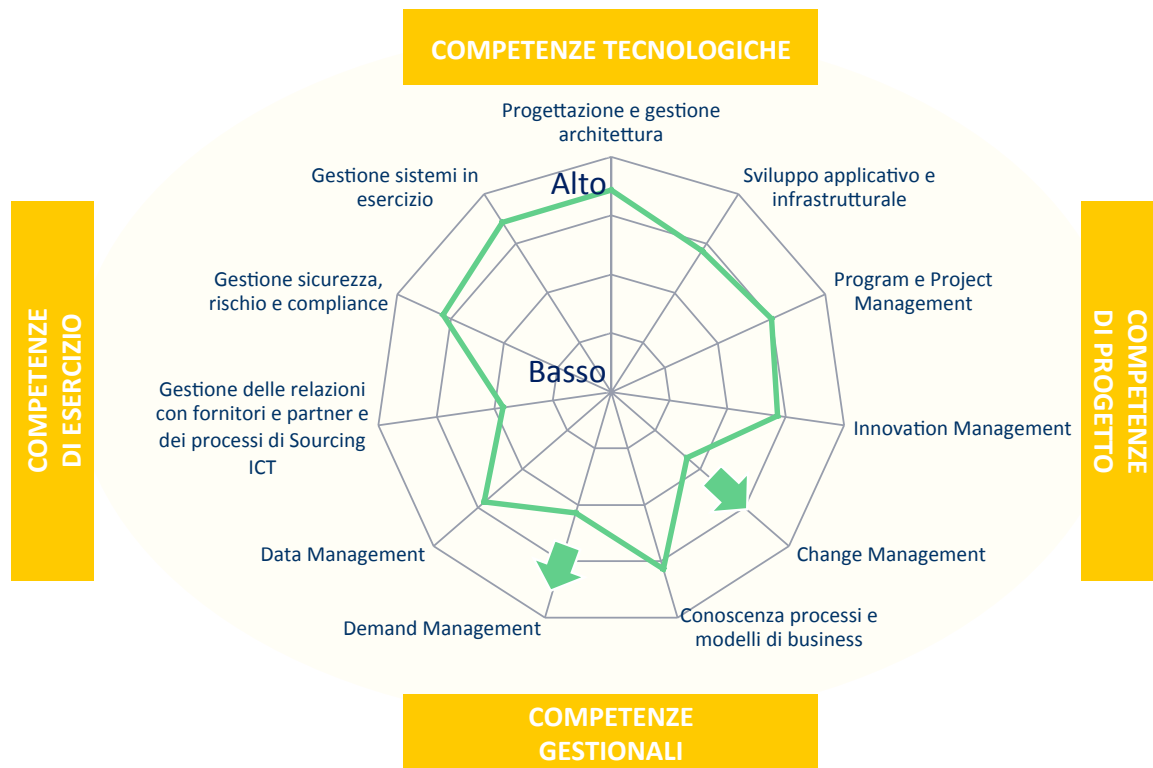 COMPETENZE TECNOLOGICHE
Progettazione e gestione
architettura
Alto
Gestione sistemi in
esercizio
Sviluppo applicativo e
infrastrutturale
Gestione sicurezza,
rischio e compliance
Program e Project
Management
COMPETENZE
DI ESERCIZIO
COMPETENZE
DI PROGETTO
Basso
Gestione delle relazioni
con fornitori e partner e
dei processi di Sourcing
ICT
Innovation Management
Data Management
Change Management
Demand Management
Conoscenza processi e
modelli di business
COMPETENZE
GESTIONALI